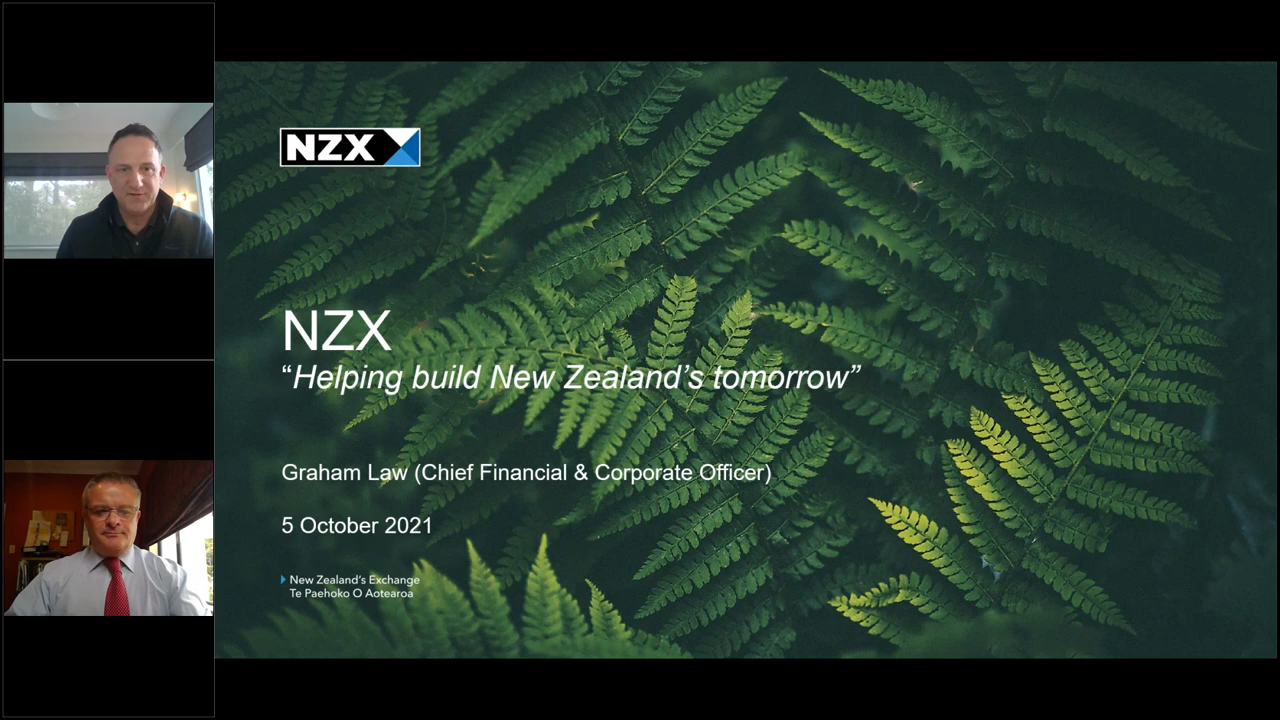 NZX
NZX
“Helping build New Zealand’s tomorrow”
Graham Law (Chief Financial & Corporate Officer)
5 October 2021
New Zealand’s Exchange
Te Paehoko O Aotearoa